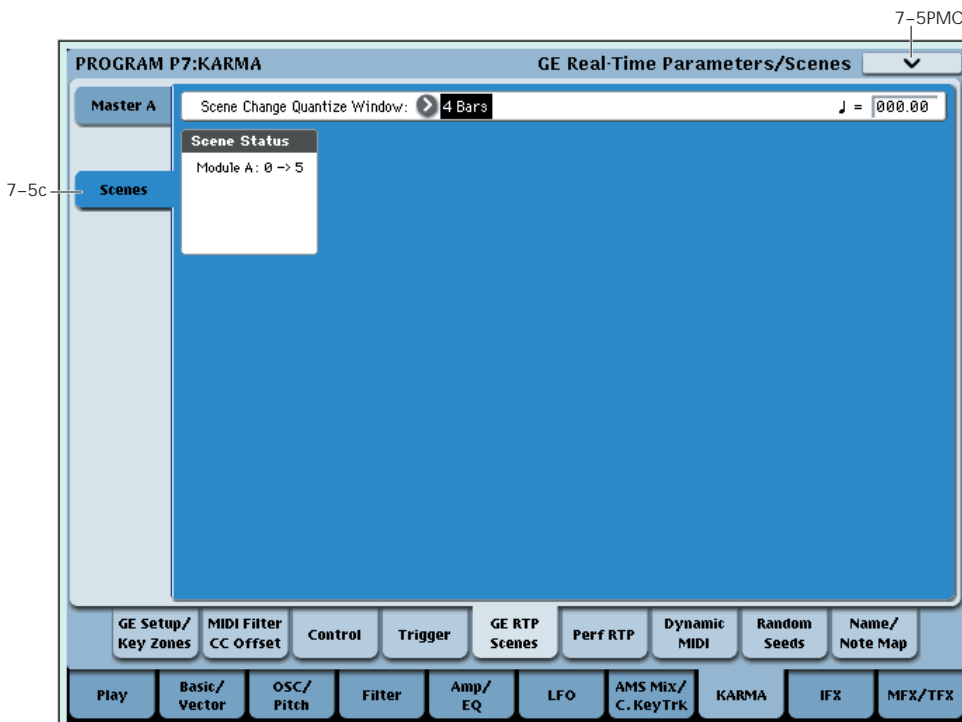 7–5PMC
PROGRAM P7:KARMA
GE Real-Time Parameters/Scenes
Master A
Scene Change Quantize Window:
4 Bars
♩ = 000.00
Scene Status
Module A: 0 -> 5
7–5c
Scenes
GE Setup/
Key Zones
MIDI Filter
CC Offset
Control
Trigger
GE RTP
Scenes
Perf RTP
Dynamic
MIDI
Random
Seeds
Name/
Note Map
Play
Basic/
Vector
OSC/
Pitch
Filter
Amp/
EQ
LFO
AMS Mix/
C.KeyTrk
KARMA
IFX
MFX/TFX